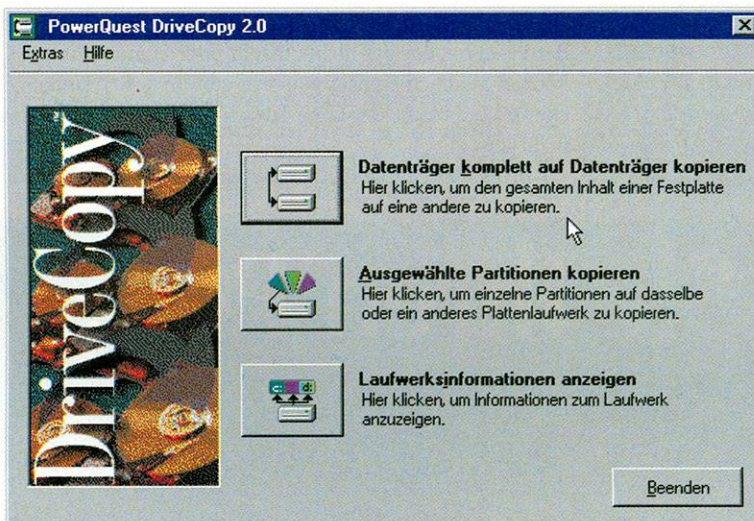 PowerQuest DriveCopy 2.0
Extras Hilfe
DriveCopy
Datenträger komplett auf Datenträger kopieren
Hier klicken, um den gesamten Inhalt einer Festplatte
auf eine andere zu kopieren.
Ausgewählte Partitionen kopieren
Hier klicken, um einzelne Partitionen auf dasselbe
oder ein anderes Plattenlaufwerk zu kopieren.
c: d:
Laufwerksinformationen anzeigen
Hier klicken, um Informationen zum Laufwerk
anzuzeigen.
Beenden